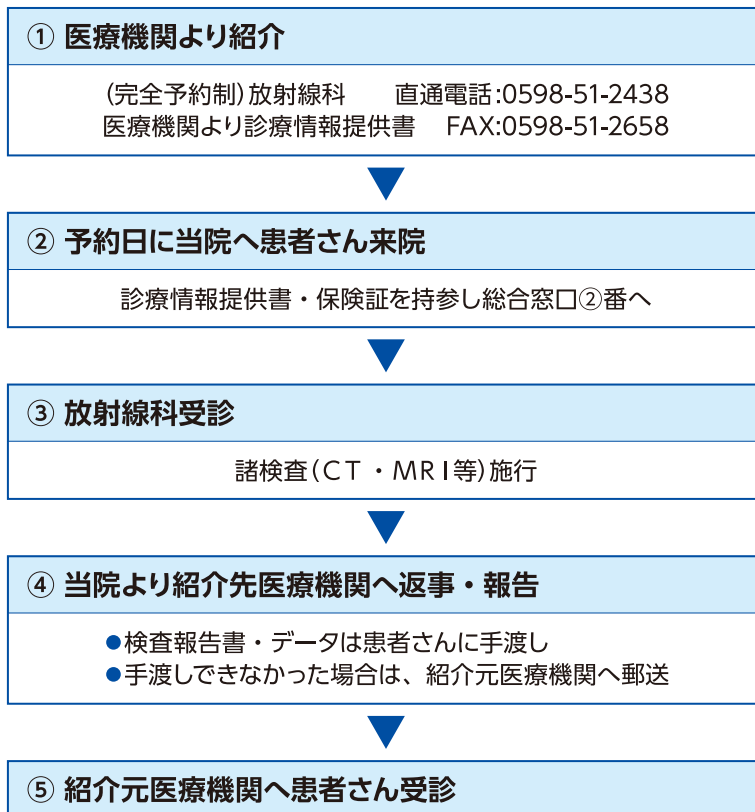 ① 医療機関より紹介
(完全予約制)放射線科　直通電話:0598-51-2438
医療機関より診療情報提供書　FAX:0598-51-2658
② 予約日に当院へ患者さん来院
診療情報提供書・保険証を持参し総合窓口②番へ
③ 放射線科受診
諸検査(CT・MRI等)施行
④ 当院より紹介先医療機関へ返事・報告
●検査報告書・データは患者さんに手渡し
●手渡しできなかった場合は、紹介元医療機関へ郵送
⑤ 紹介元医療機関へ患者さん受診